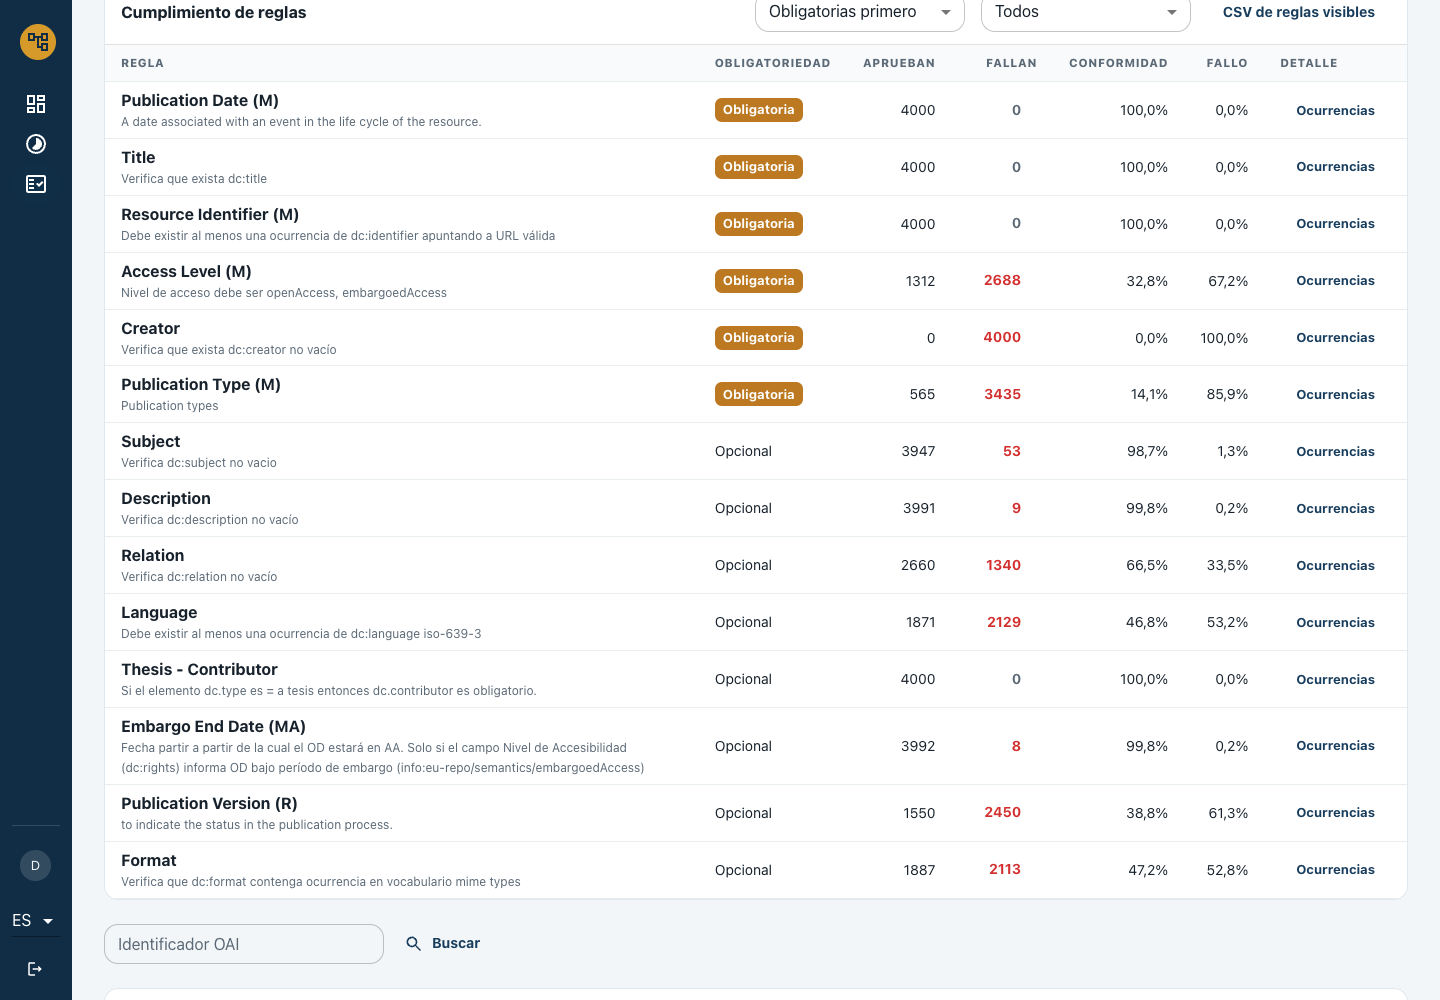 Cumplimiento de reglas
Obligatorias primero
Todos
CSV de reglas visibles
REGLA OBLIGATORIEDAD APRUEBAN FALLAN CONFORMIDAD FALLO DETALLE
Publication Date (M)
A date associated with an event in the life cycle of the resource.
Obligatoria 4000 0 100,0% 0,0% Ocurrencias
Title
Verifica que exista dc:title
Obligatoria 4000 0 100,0% 0,0% Ocurrencias
Resource Identifier (M)
Debe existir al menos una ocurrencia de dc:identifier apuntando a URL válida
Obligatoria 4000 0 100,0% 0,0% Ocurrencias
Access Level (M)
Nivel de acceso debe ser openAccess, embargoedAccess
Obligatoria 1312 2688 32,8% 67,2% Ocurrencias
Creator
Verifica que exista dc:creator no vacío
Obligatoria 0 4000 0,0% 100,0% Ocurrencias
Publication Type (M)
Publication types
Obligatoria 565 3435 14,1% 85,9% Ocurrencias
Subject
Verifica dc:subject no vacio
Opcional 3947 53 98,7% 1,3% Ocurrencias
Description
Verifica dc:description no vacío
Opcional 3991 9 99,8% 0,2% Ocurrencias
Relation
Verifica dc:relation no vacío
Opcional 2660 1340 66,5% 33,5% Ocurrencias
Language
Debe existir al menos una ocurrencia de dc:language iso-639-3
Opcional 1871 2129 46,8% 53,2% Ocurrencias
Thesis - Contributor
Si el elemento dc.type es = a tesis entonces dc.contributor es obligatorio.
Opcional 4000 0 100,0% 0,0% Ocurrencias
Embargo End Date (MA)
Fecha partir a partir de la cual el OD estará en AA. Solo si el campo Nivel de Accesibilidad
(dc:rights) informa OD bajo período de embargo (info:eu-repo/semantics/embargoedAccess)
Opcional 3992 8 99,8% 0,2% Ocurrencias
Publication Version (R)
to indicate the status in the publication process.
Opcional 1550 2450 38,8% 61,3% Ocurrencias
Format
Verifica que dc:format contenga ocurrencia en vocabulario mime types
Opcional 1887 2113 47,2% 52,8% Ocurrencias
D
ES
Identificador OAI
Buscar